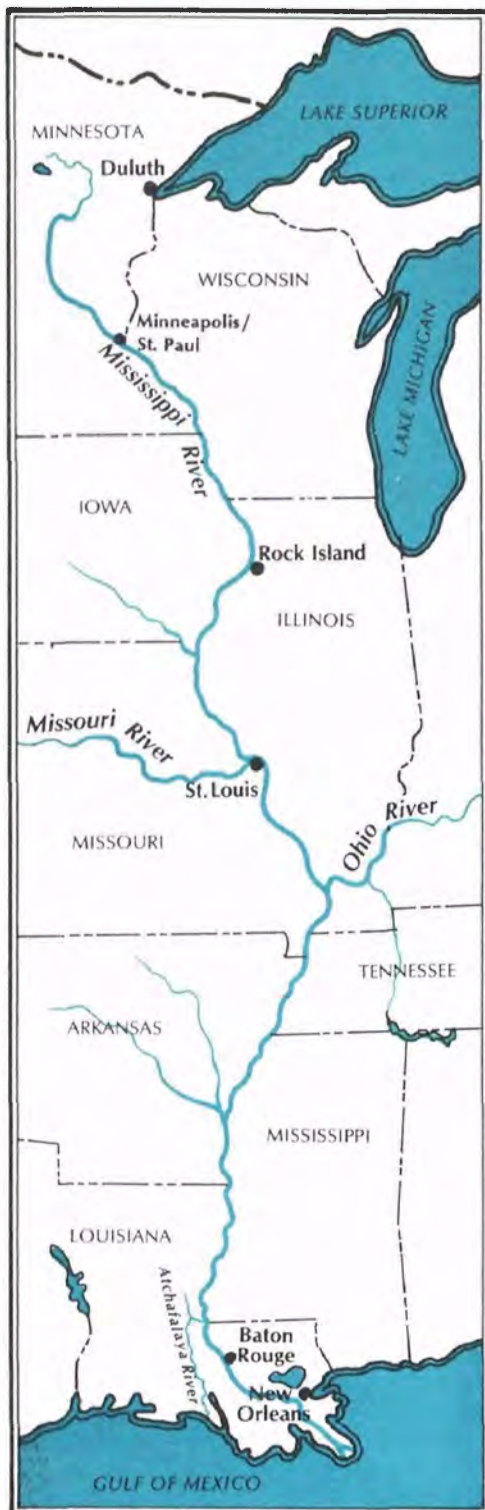 LAKE SUPERIOR
MINNESOTA
Duluth
WISCONSIN
Minneapolis/
St. Paul
Mississippi
River
LAKE MICHIGAN
IOWA
Rock Island
ILLINOIS
Missouri
River
St. Louis
Ohio
River
MISSOURI
TENNESSEE
ARKANSAS
MISSISSIPPI
LOUISIANA
Atchafalaya River
Baton
Rouge
New
Orleans
GULF OF MEXICO